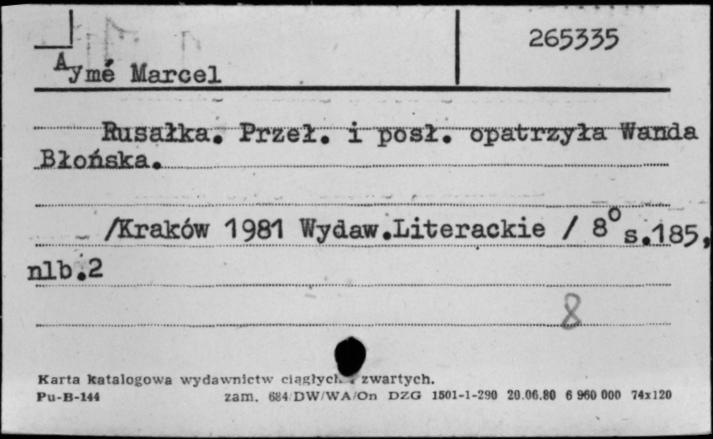 265335
Aymé Marcel
Rusałka. Przeł. i posł. opatrzyła Wanda
Błońska.
/Kraków 1981 Wydaw.Literackie / 8° s.185,
nlb.2
8
Karta katalogowa wydawnictw ciągłych i zwartych.
Pu-B-144 zam. 684/DW/WA/On DZG 1501-1-290 20.06.80 6 960 000 74x120